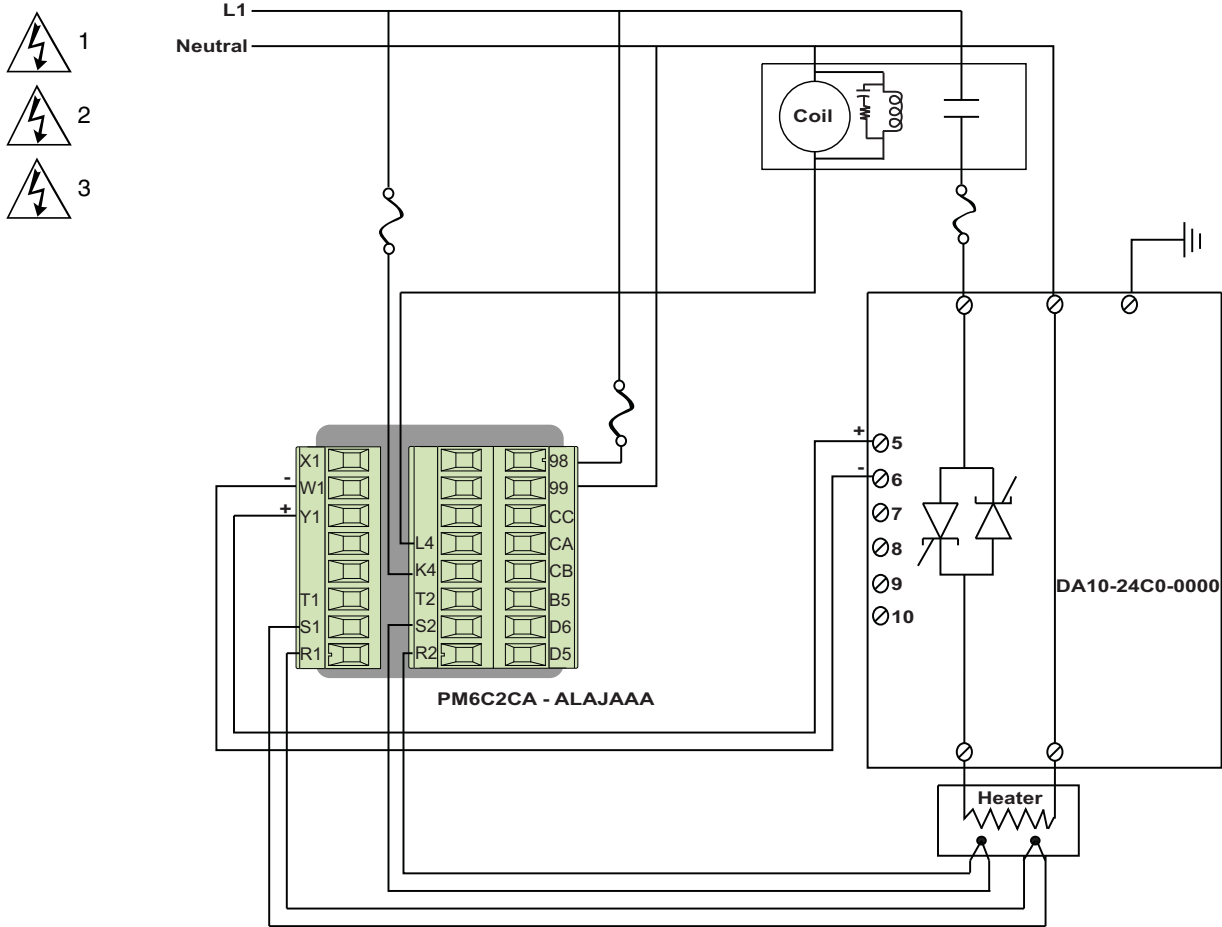 L1
Neutral
1
2
3
Coil
+
5
-
6
7
8
9
10
DA10-24C0-0000
X1
-
W1
+
Y1
T1
S1
R1
L4
K4
T2
S2
R2
98
99
CC
CA
CB
B5
D6
D5
PM6C2CA - ALAJAAA
Heater